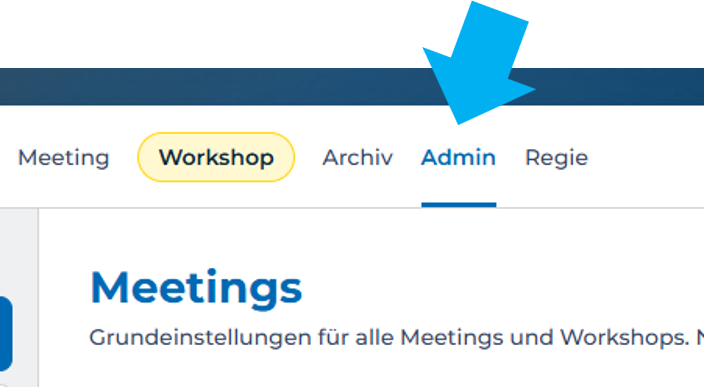 Meeting Workshop Archiv Admin Regie
Meetings
Grundeinstellungen für alle Meetings und Workshops.